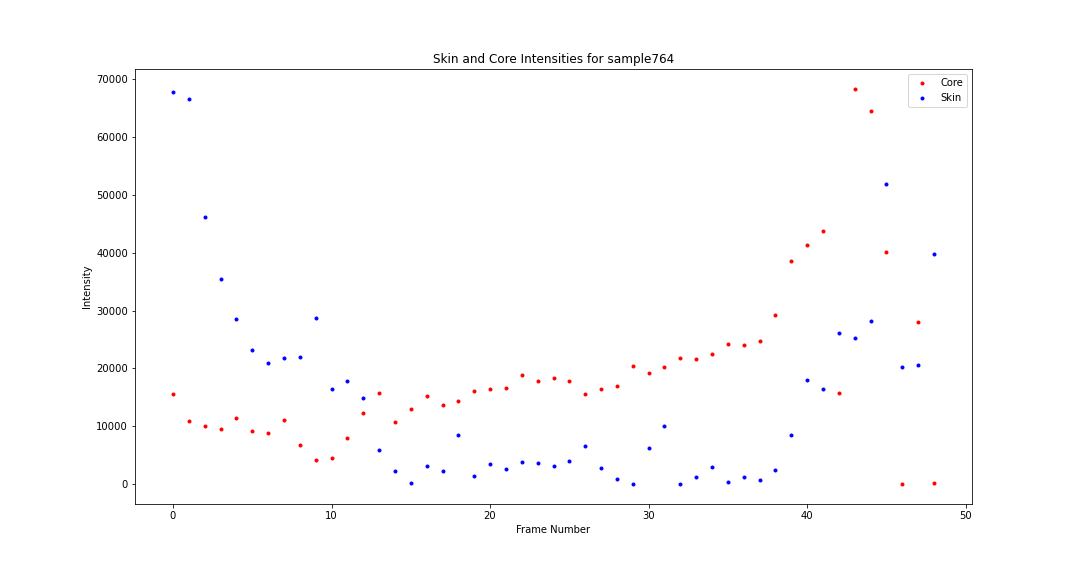 Skin and Core Intensities for sample764
70000
60000
50000
40000
30000
20000
10000
0
Intensity
Core
Skin
0 10 20 30 40 50
Frame Number